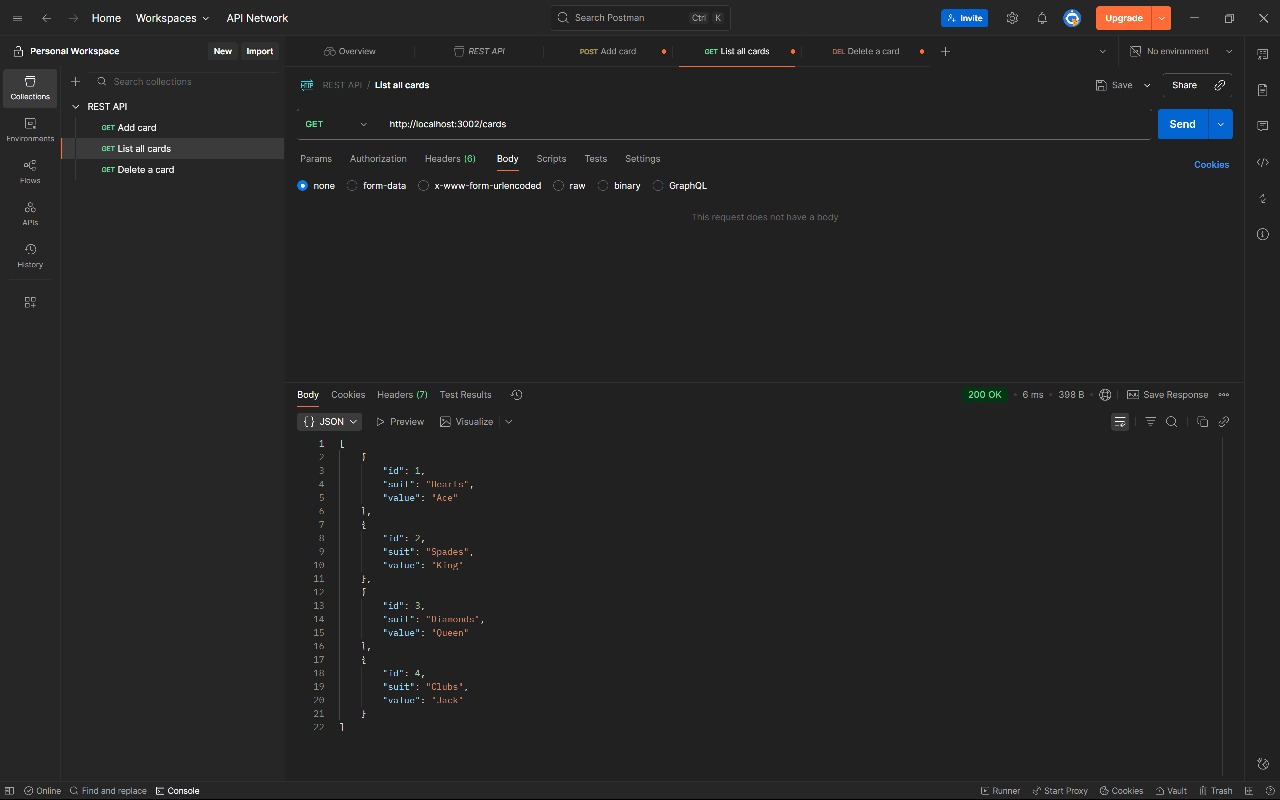 Home Workspaces API Network Search Postman Ctrl K Invite Upgrade
Personal Workspace New Import Overview REST API POST Add card GET List all cards DEL Delete a card No environment
Collections
Environments
Flows
APIs
History
Search collections
REST API
GET Add card
GET List all cards
GET Delete a card
HTTP REST API / List all cards Save Share
GET http://localhost:3002/cards Send
Params Authorization Headers (6) Body Scripts Tests Settings Cookies
none form-data x-www-form-urlencoded raw binary GraphQL
This request does not have a body
Body Cookies Headers (7) Test Results 200 OK 6 ms 398 B Save Response
{} JSON Preview Visualize
1 [
2 {
3 "id": 1,
4 "suit": "Hearts",
5 "value": "Ace"
6 },
7 {
8 "id": 2,
9 "suit": "Spades",
10 "value": "King"
11 },
12 {
13 "id": 3,
14 "suit": "Diamonds",
15 "value": "Queen"
16 },
17 {
18 "id": 4,
19 "suit": "Clubs",
20 "value": "Jack"
21 }
22 ]
Online Find and replace Console Runner Start Proxy Cookies Vault Trash